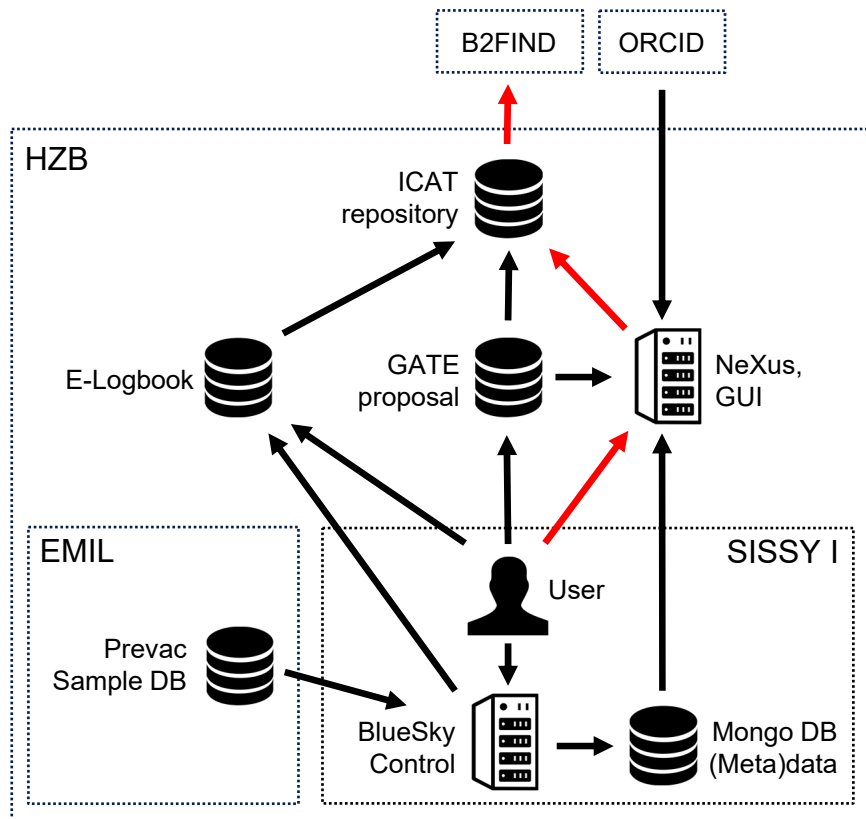 B2FIND
ORCID
HZB
ICAT
repository
E-Logbook
GATE
proposal
NeXus,
GUI
EMIL
SISSY I
User
Prevac
Sample DB
BlueSky
Control
Mongo DB
(Meta)data